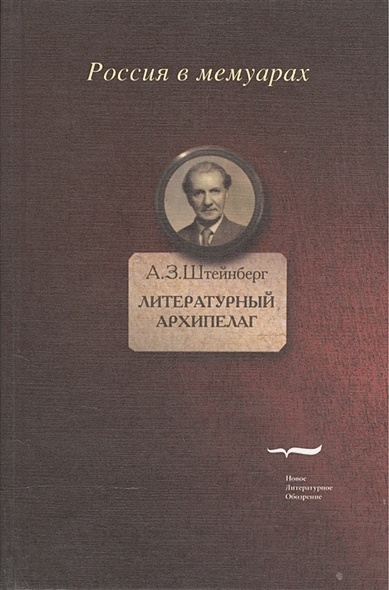 Россия в мемуарах
А.З.Штейнберг
ЛИТЕРАТУРНЫЙ
АРХИПЕЛАГ
Новое
Литературное
Обозрение